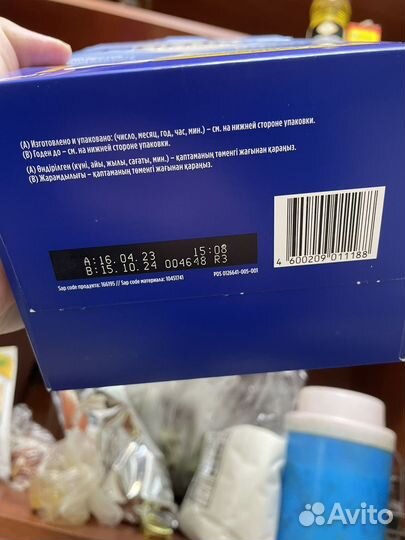 (А) Изготовлено и упаковано: (число, месяц, год, час, мин.) – см. на нижней стороне упаковки.
(В) Годен до – см. на нижней стороне упаковки.
(А) Өндірілген (күні, айы, жылы, сағаты, мин.) – қаптаманың төменгі жағынан қараңыз.
(В) Жарамдылығы: – қаптаманың төменгі жағынан қараңыз.
A:16.04.23 15:08
B:15.10.24 004648 R3
Sap code продукта: 166195 // Sap code материала: 10451741 PDS 0126641-005-001
4 600209 011188
Avito